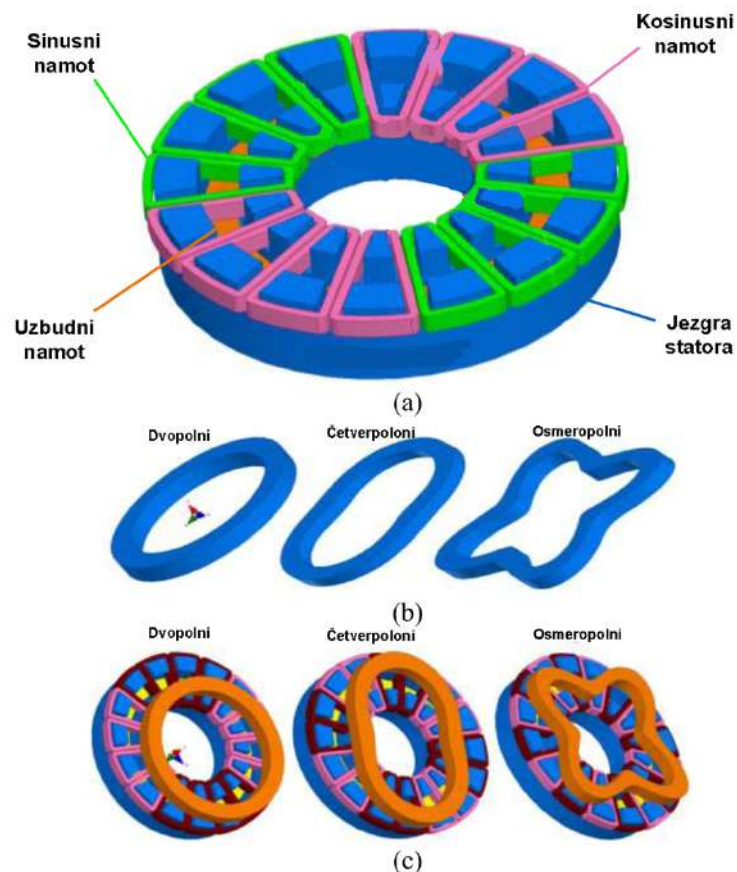 Sinusni
namot
Kosinusni
namot
Uzbudni
namot
Jezgra
statora
(a)
Dvopolni
Četverpoloni
Osmeropolni
(b)
Dvopolni
Četverpoloni
Osmeropolni
(c)